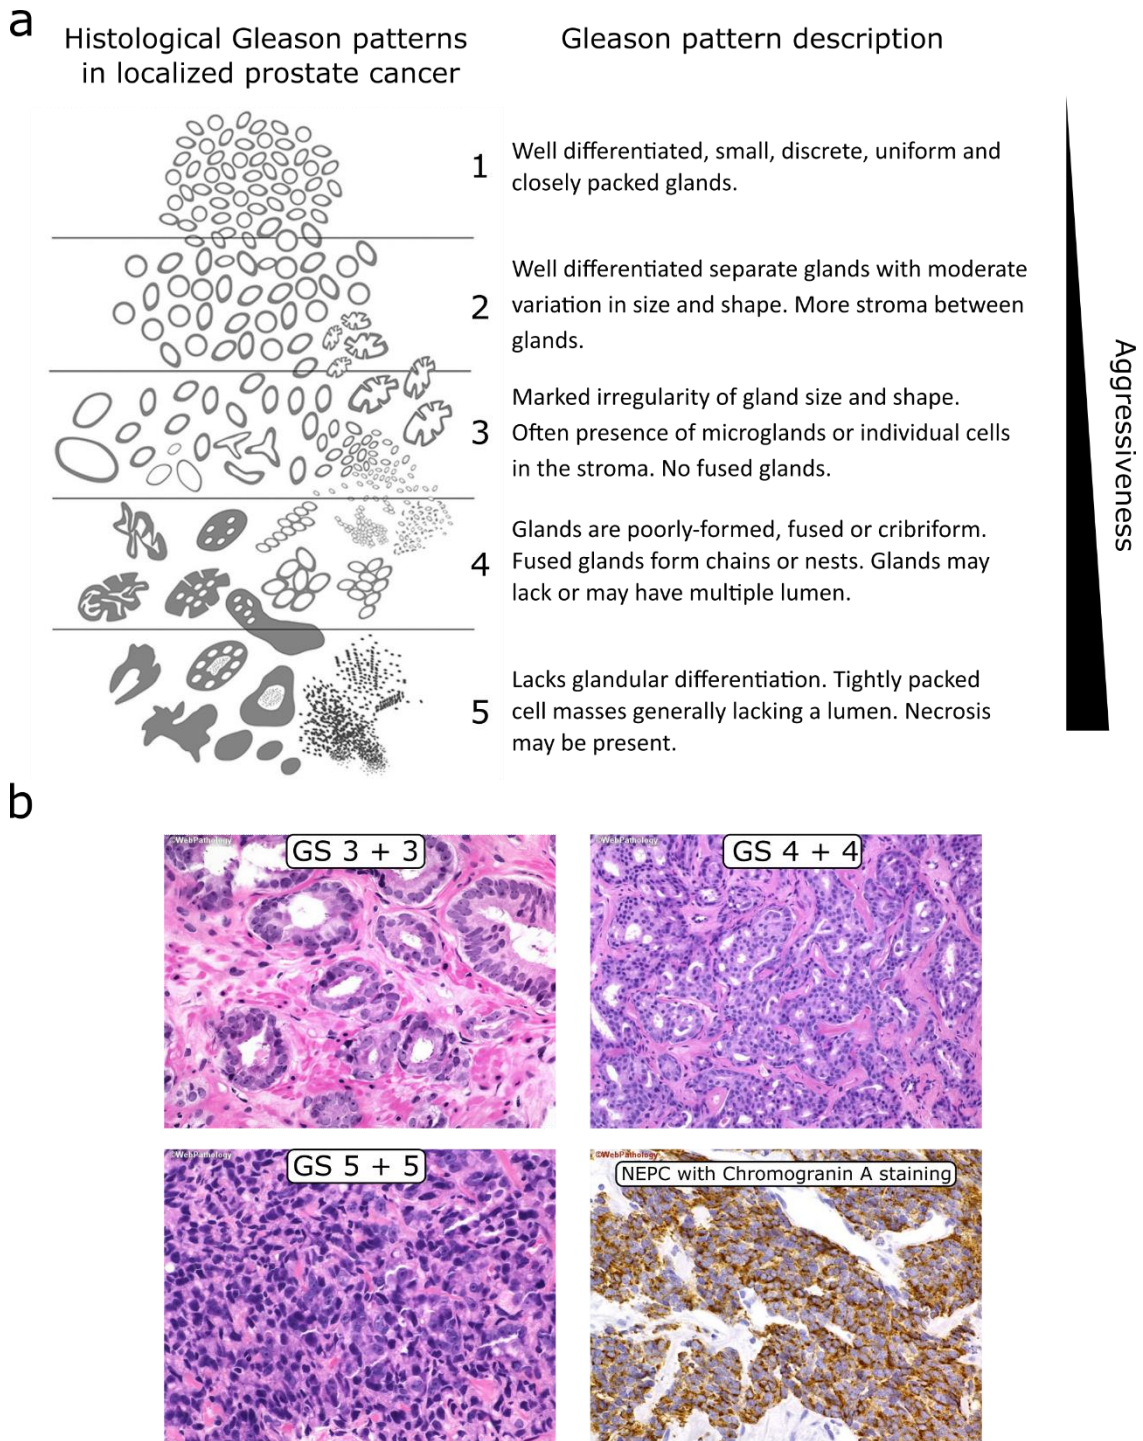 a
Histological Gleason patterns
in localized prostate cancer
Gleason pattern description
1
Well differentiated, small, discrete, uniform and
closely packed glands.
2
Well differentiated separate glands with moderate
variation in size and shape. More stroma between
glands.
3
Marked irregularity of gland size and shape.
Often presence of microglands or individual cells
in the stroma. No fused glands.
4
Glands are poorly-formed, fused or cribriform.
Fused glands form chains or nests. Glands may
lack or may have multiple lumen.
5
Lacks glandular differentiation. Tightly packed
cell masses generally lacking a lumen. Necrosis
may be present.
Aggressiveness
b
©WebPathology
GS 3 + 3
©WebPathology
GS 4 + 4
©WebPathology
GS 5 + 5
©WebPathology
NEPC with Chromogranin A staining